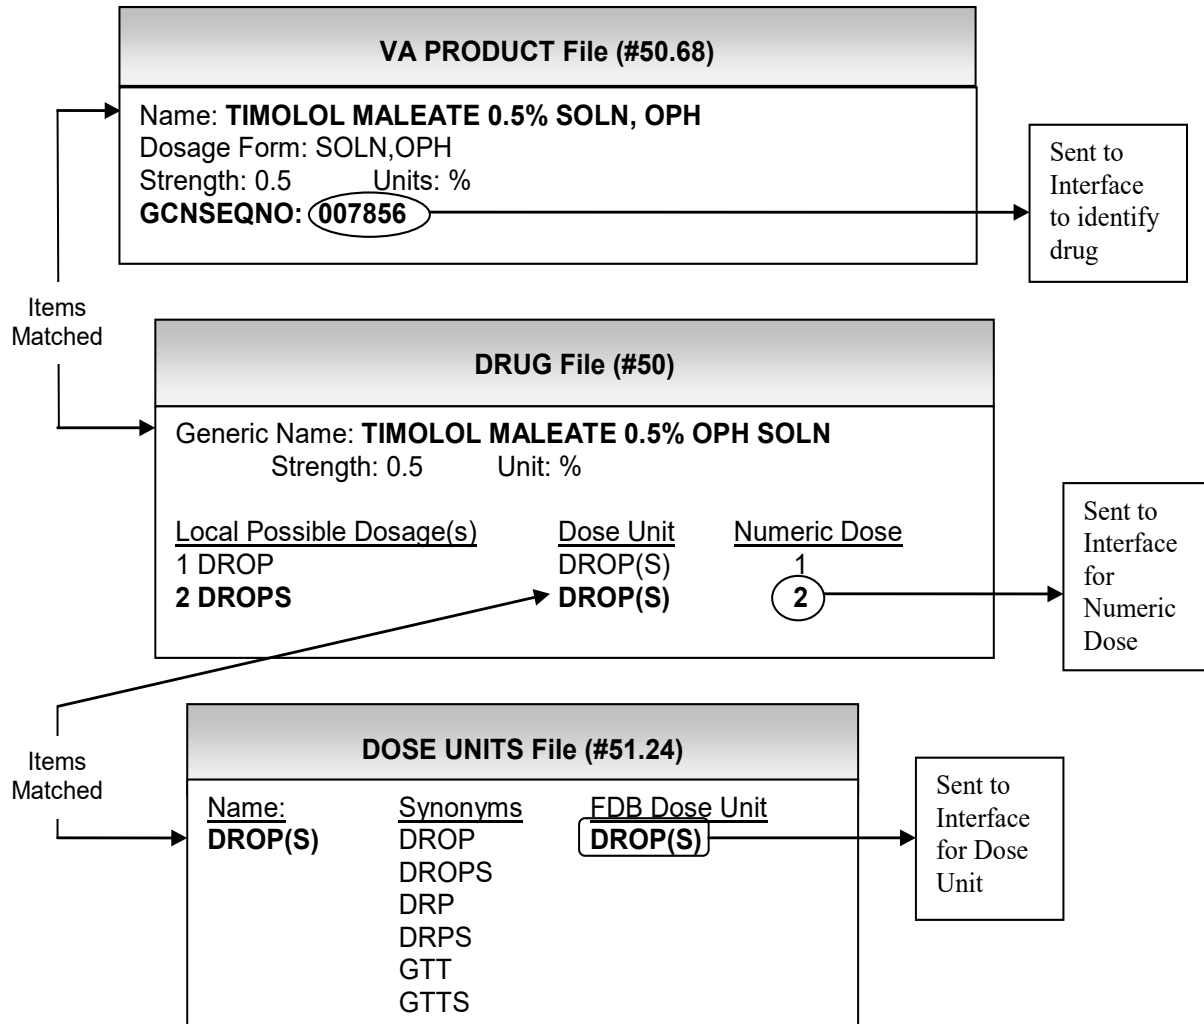 VA PRODUCT File (#50.68)
Name: TIMOLOL MALEATE 0.5% SOLN, OPH
Dosage Form: SOLN,OPH
Strength: 0.5 Units: %
GCNSEQNO: 007856
Sent to
Interface
to identify
drug
Items
Matched
DRUG File (#50)
Generic Name: TIMOLOL MALEATE 0.5% OPH SOLN
Strength: 0.5 Unit: %
Local Possible Dosage(s) Dose Unit Numeric Dose
1 DROP DROP(S) 1
2 DROPS DROP(S) 2
Sent to
Interface
for
Numeric
Dose
Items
Matched
DOSE UNITS File (#51.24)
Name: Synonyms FDB Dose Unit
DROP(S) DROP DROP(S)
DROPS
DRP
DRPS
GTT
GTTS
Sent to
Interface
for Dose
Unit